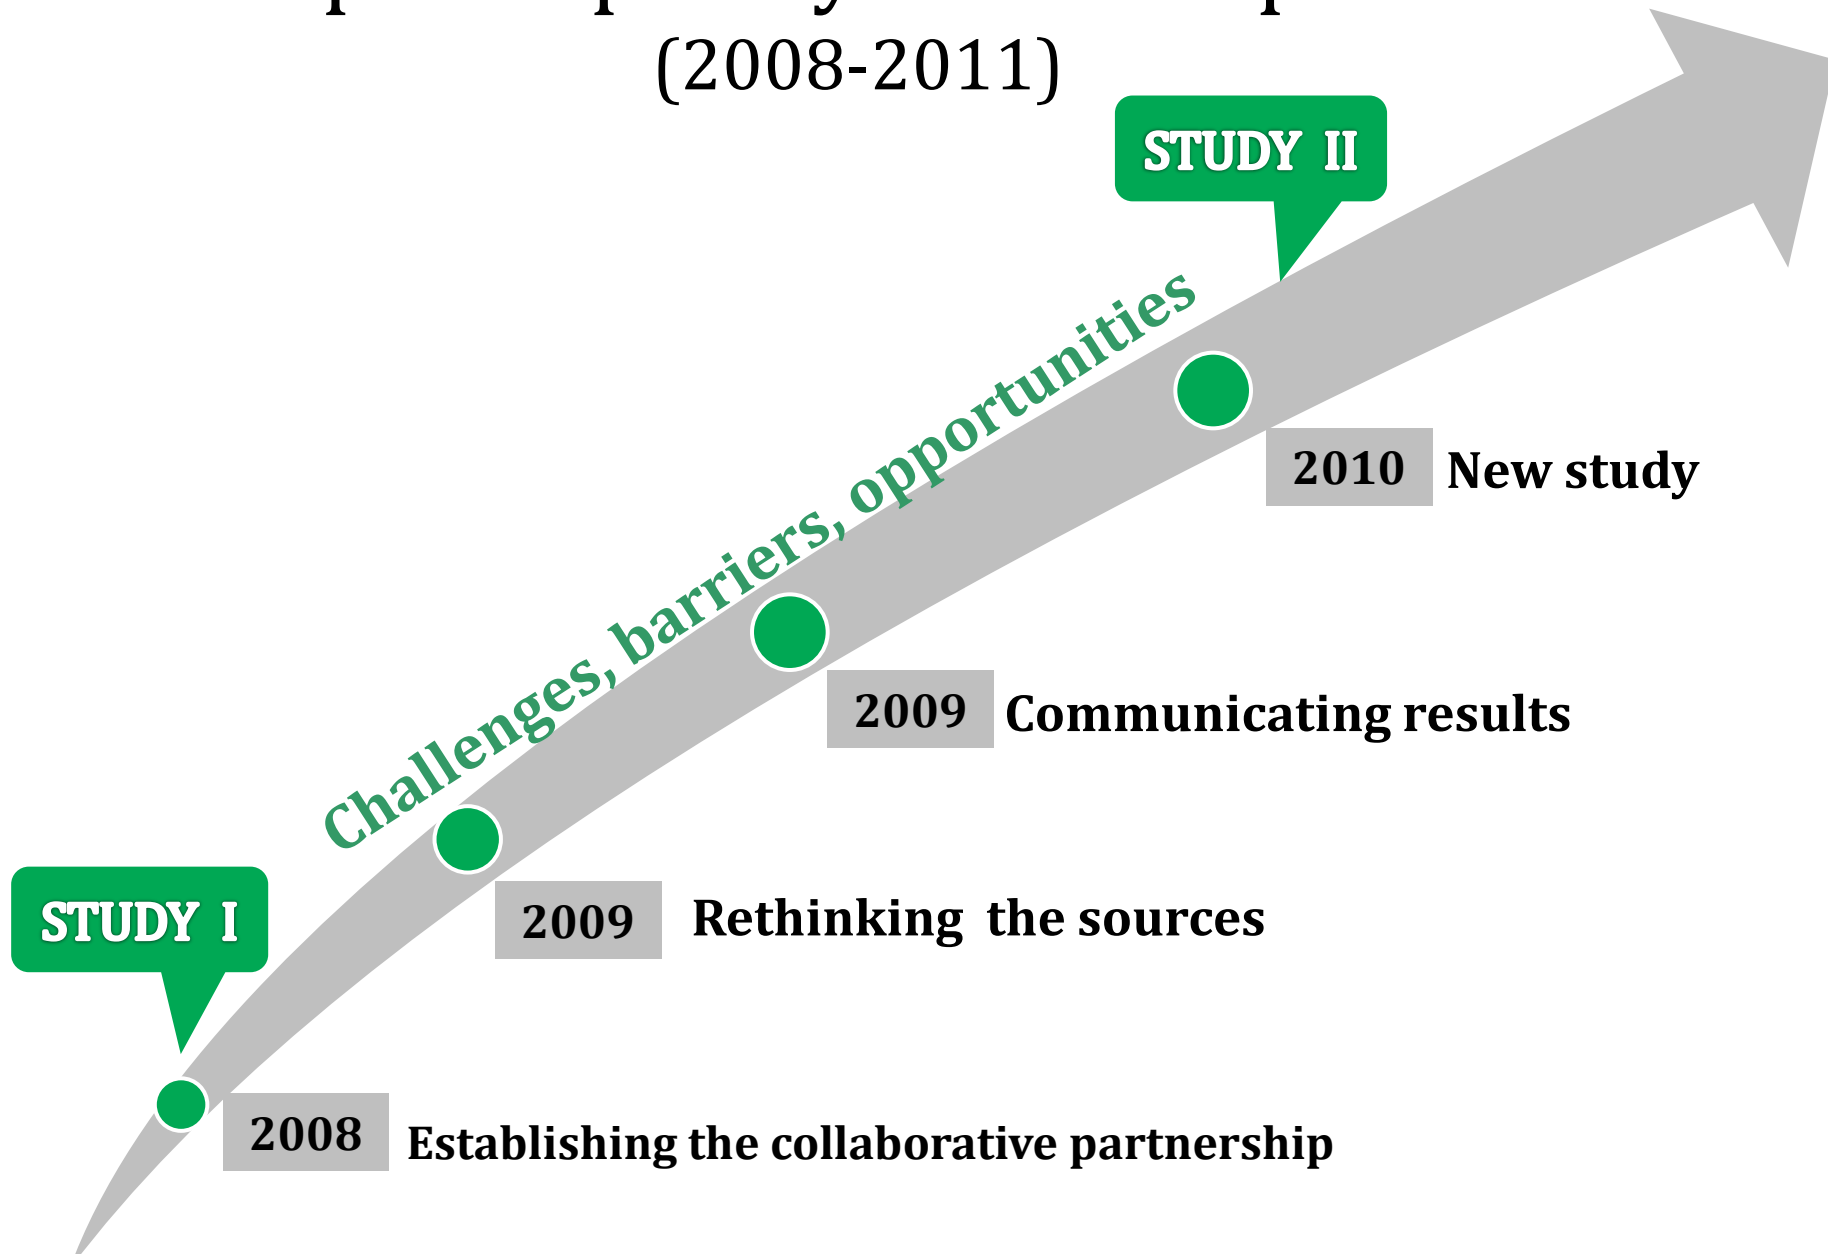 (2008-2011)
STUDY II
Challenges, barriers, opportunities
2010 New study
2009 Communicating results
STUDY I
2009 Rethinking the sources
2008 Establishing the collaborative partnership